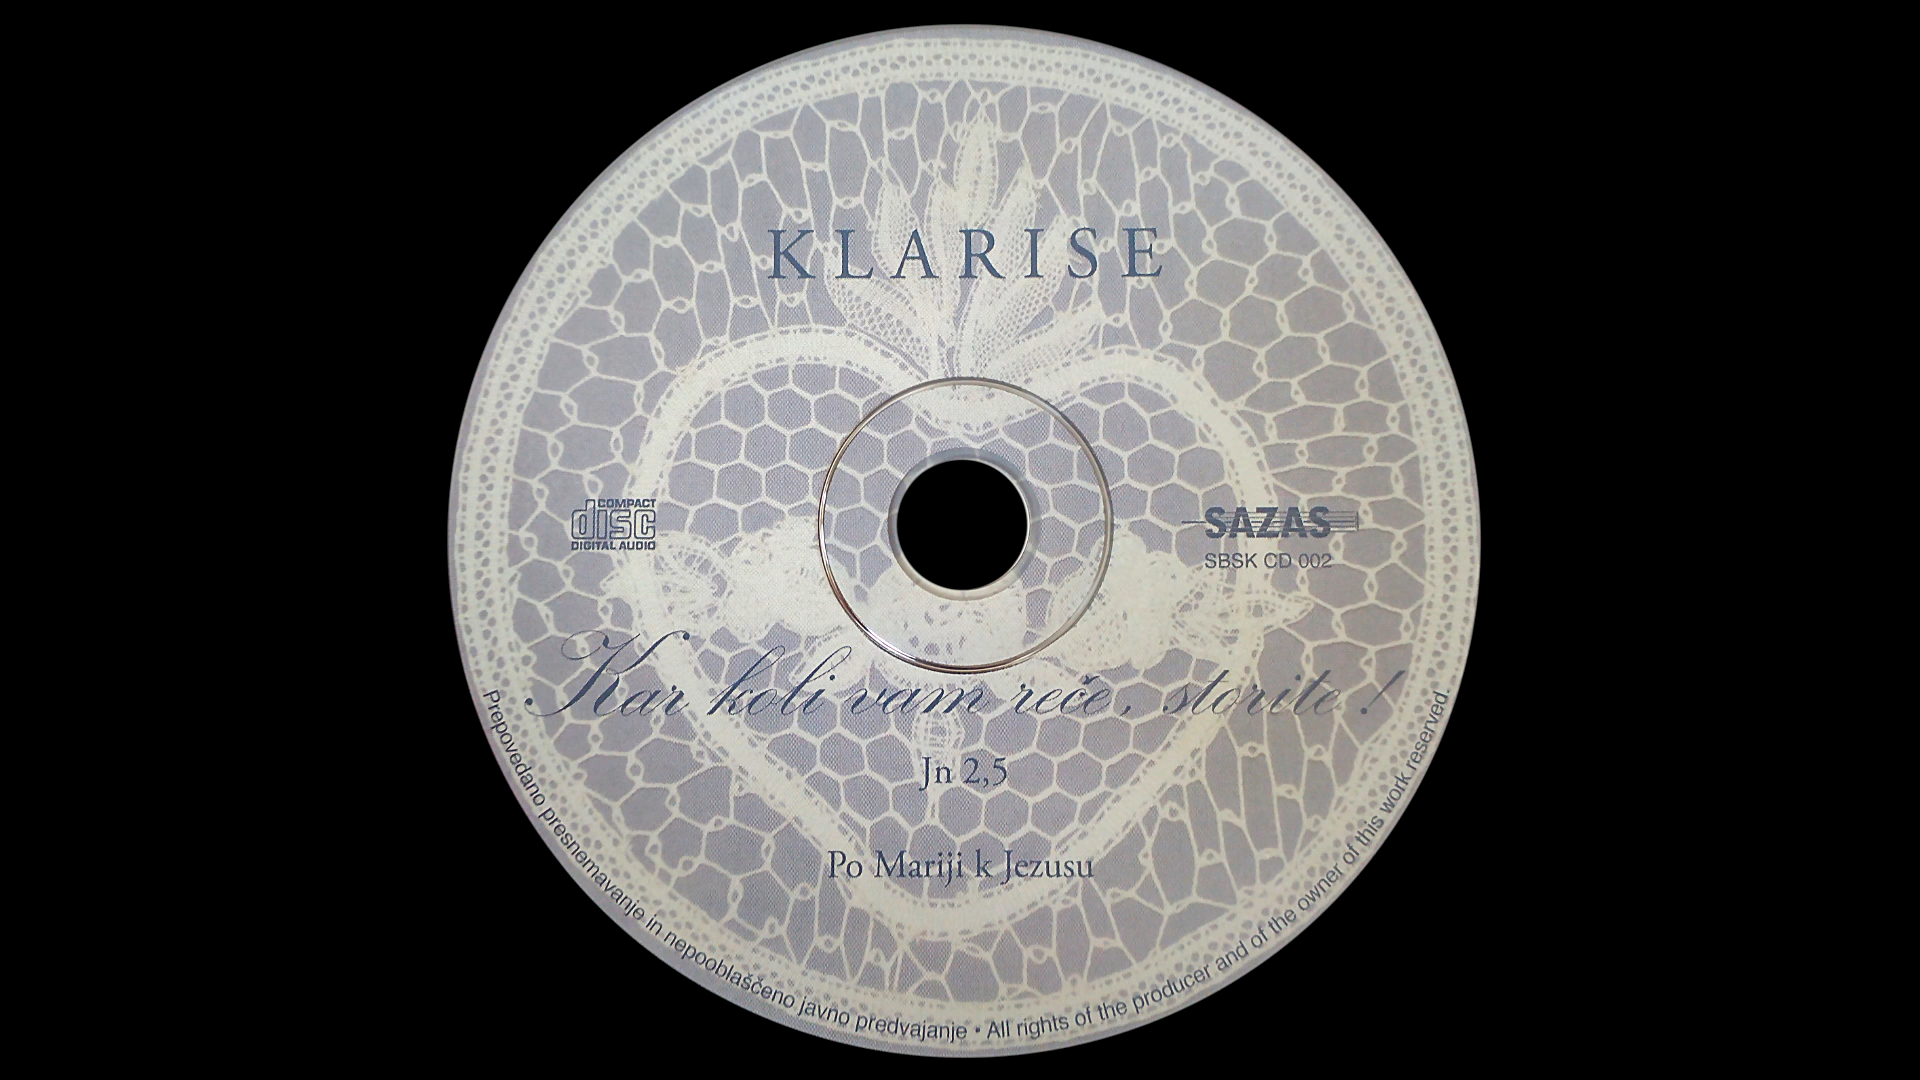 KLARISE
COMPACT
disc
DIGITAL AUDIO
SAZAS
SBSK CD 002
Kar koli vam reče, storite!
Jn 2,5
Po Mariji k Jezusu
Prepovedano presnemavanje in nepooblaščeno javno predvajanje • All rights of the producer and of the owner of this work reserved